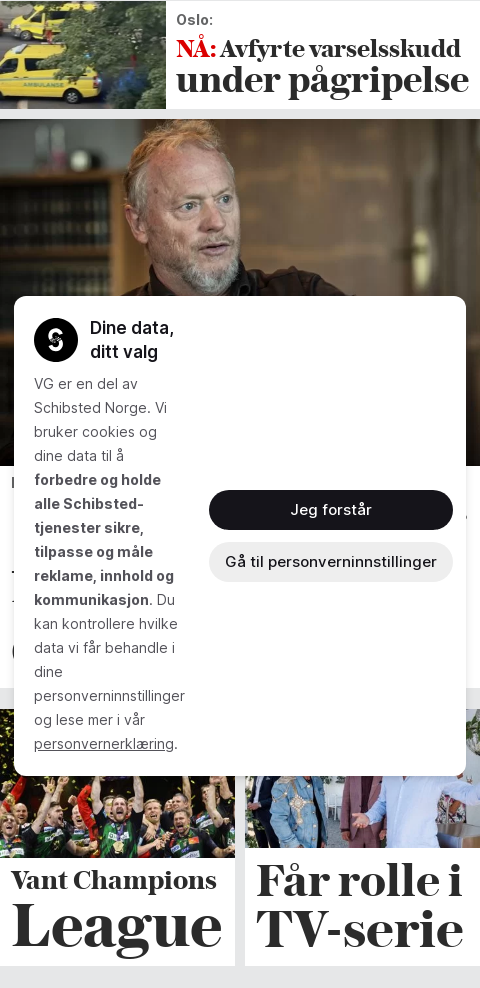 Oslo:
NÅ: Avfyrte varselsskudd
under pågripelse
Dine data,
ditt valg
VG er en del av
Schibsted Norge. Vi
bruker cookies og
dine data til å
forbedre og holde
alle Schibsted-
tjenester sikre,
tilpasse og måle
reklame, innhold og
kommunikasjon. Du
kan kontrollere hvilke
data vi får behandle i
dine
personverninnstillinger
og lese mer i vår
personvernerklæring.
Jeg forstår
Gå til personverninnstillinger
Vant Champions
League
Får rolle i
TV-serie